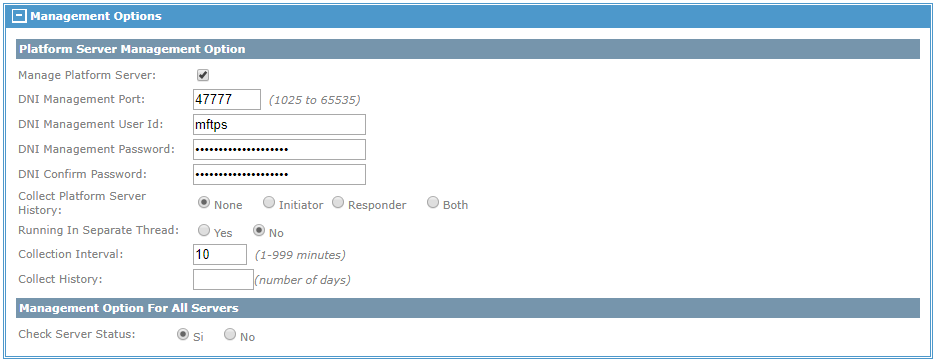 Management Options
Platform Server Management Option
Manage Platform Server:
DNI Management Port: 47777 (1025 to 65535)
DNI Management User Id: mftps
DNI Management Password: ••••••••••••••••••••
DNI Confirm Password: ••••••••••••••••••••
Collect Platform Server
History: None Initiator Responder Both
Running In Separate Thread: Yes No
Collection Interval: 10 (1-999 minutes)
Collect History: (number of days)
Management Option For All Servers
Check Server Status: Si No